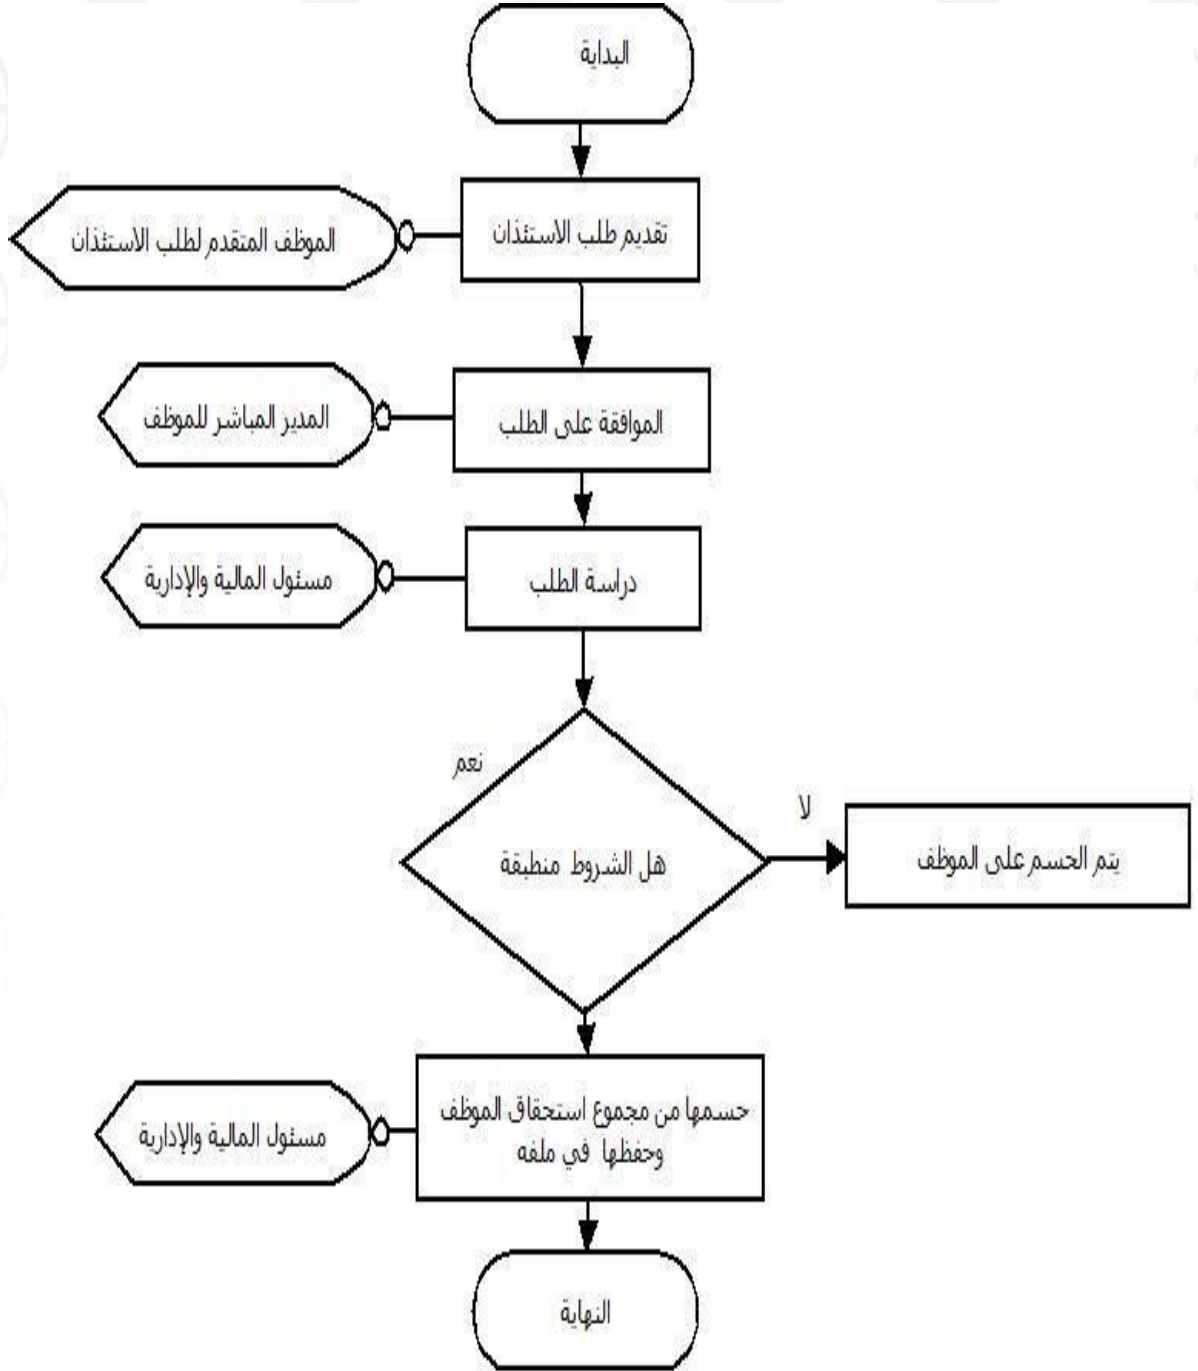 البداية
تقديم طلب الاستئذان
الموظف المتقدم لطلب الاستئذان
الموافقة على الطلب
المدير المباشر للموظف
دراسة الطلب
مسئول المالية والإدارية
نعم
لا
هل الشروط منطبقة
يتم الحسم على الموظف
حسمها من مجموع استحقاق الموظف
وحفظها في ملفه
مسئول المالية والإدارية
النهاية